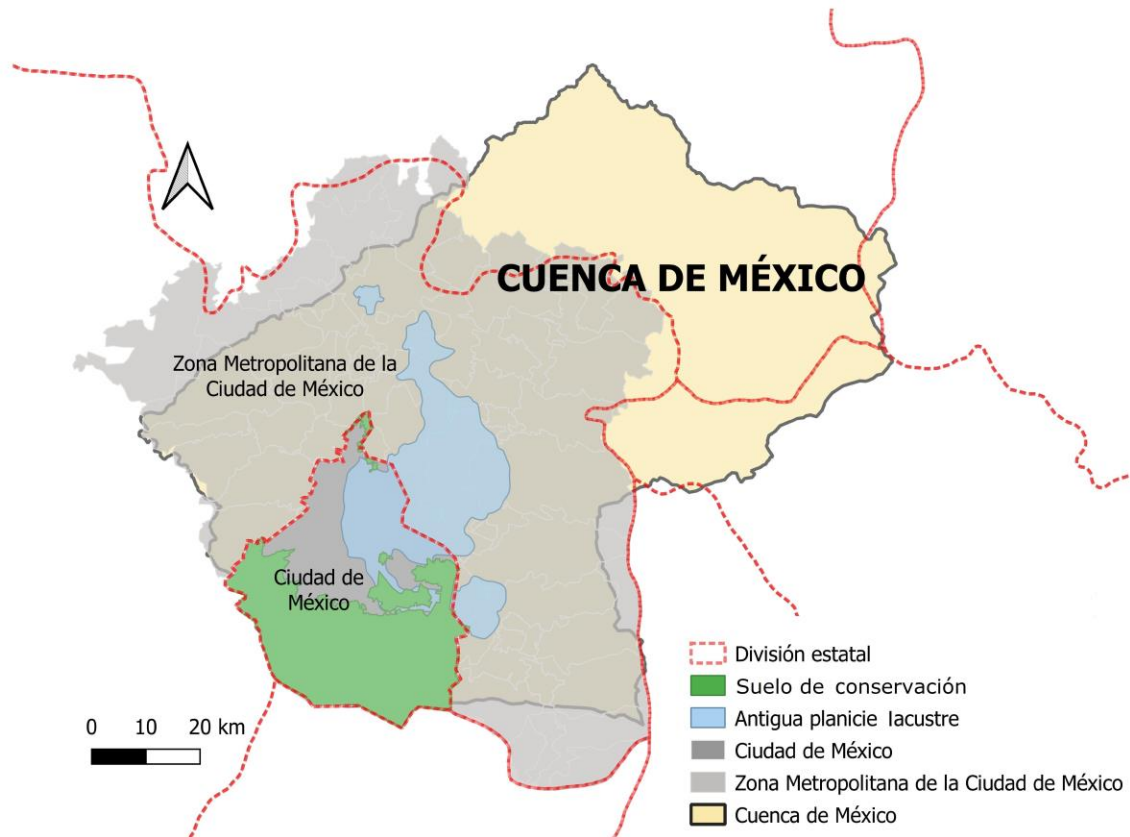 CUENCA DE MÉXICO
Zona Metropolitana de la
Ciudad de México
Ciudad de
México
0 10 20 km
División estatal
Suelo de conservación
Antigua planicie lacustre
Ciudad de México
Zona Metropolitana de la Ciudad de México
Cuenca de México